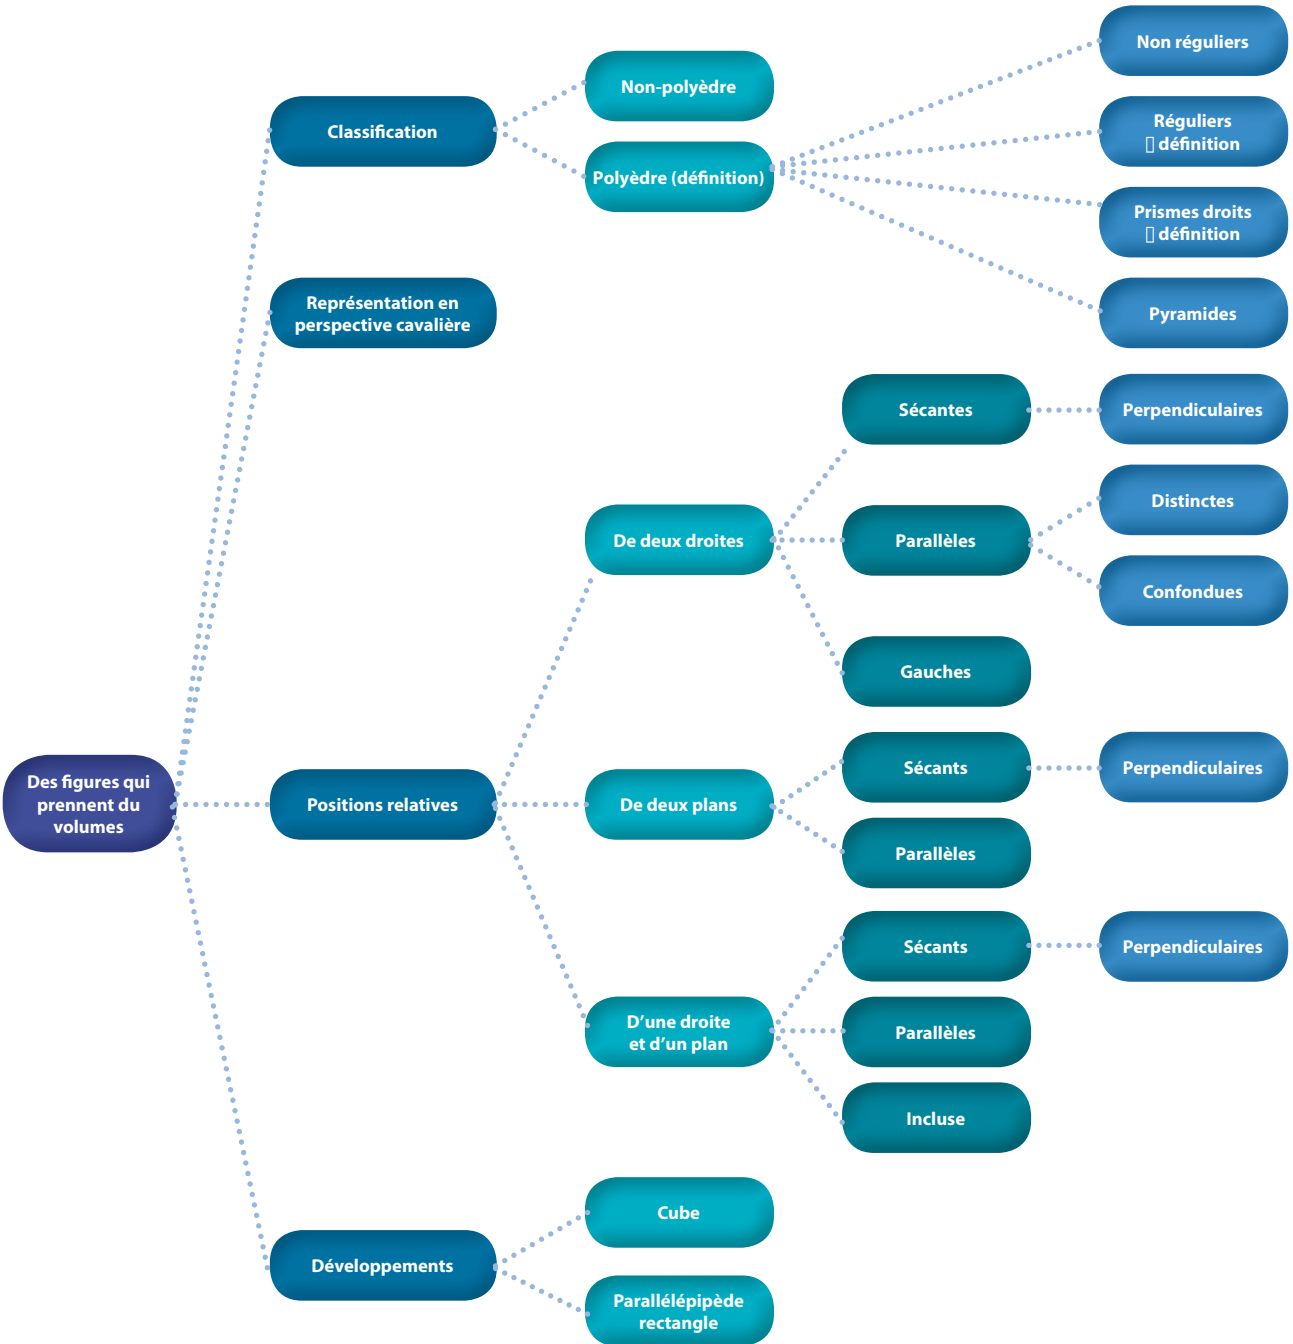 Des figures qui
prennent du
volumes
Classification
Non-polyèdre
Polyèdre (définition)
Non réguliers
Réguliers
▯ définition
Prismes droits
▯ définition
Pyramides
Représentation en
perspective cavalière
Positions relatives
De deux droites
Sécantes
Perpendiculaires
Parallèles
Distinctes
Confondues
Gauches
De deux plans
Sécants
Perpendiculaires
Parallèles
D’une droite
et d’un plan
Sécants
Perpendiculaires
Parallèles
Incluse
Développements
Cube
Parallélépipède
rectangle